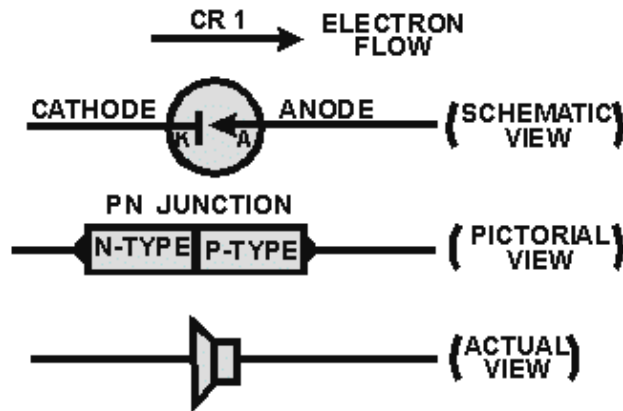 CR 1
ELECTRON
FLOW
CATHODE
ANODE
K
A
(SCHEMATIC
VIEW)
PN JUNCTION
N-TYPE
P-TYPE
(PICTORIAL
VIEW)
(ACTUAL
VIEW)